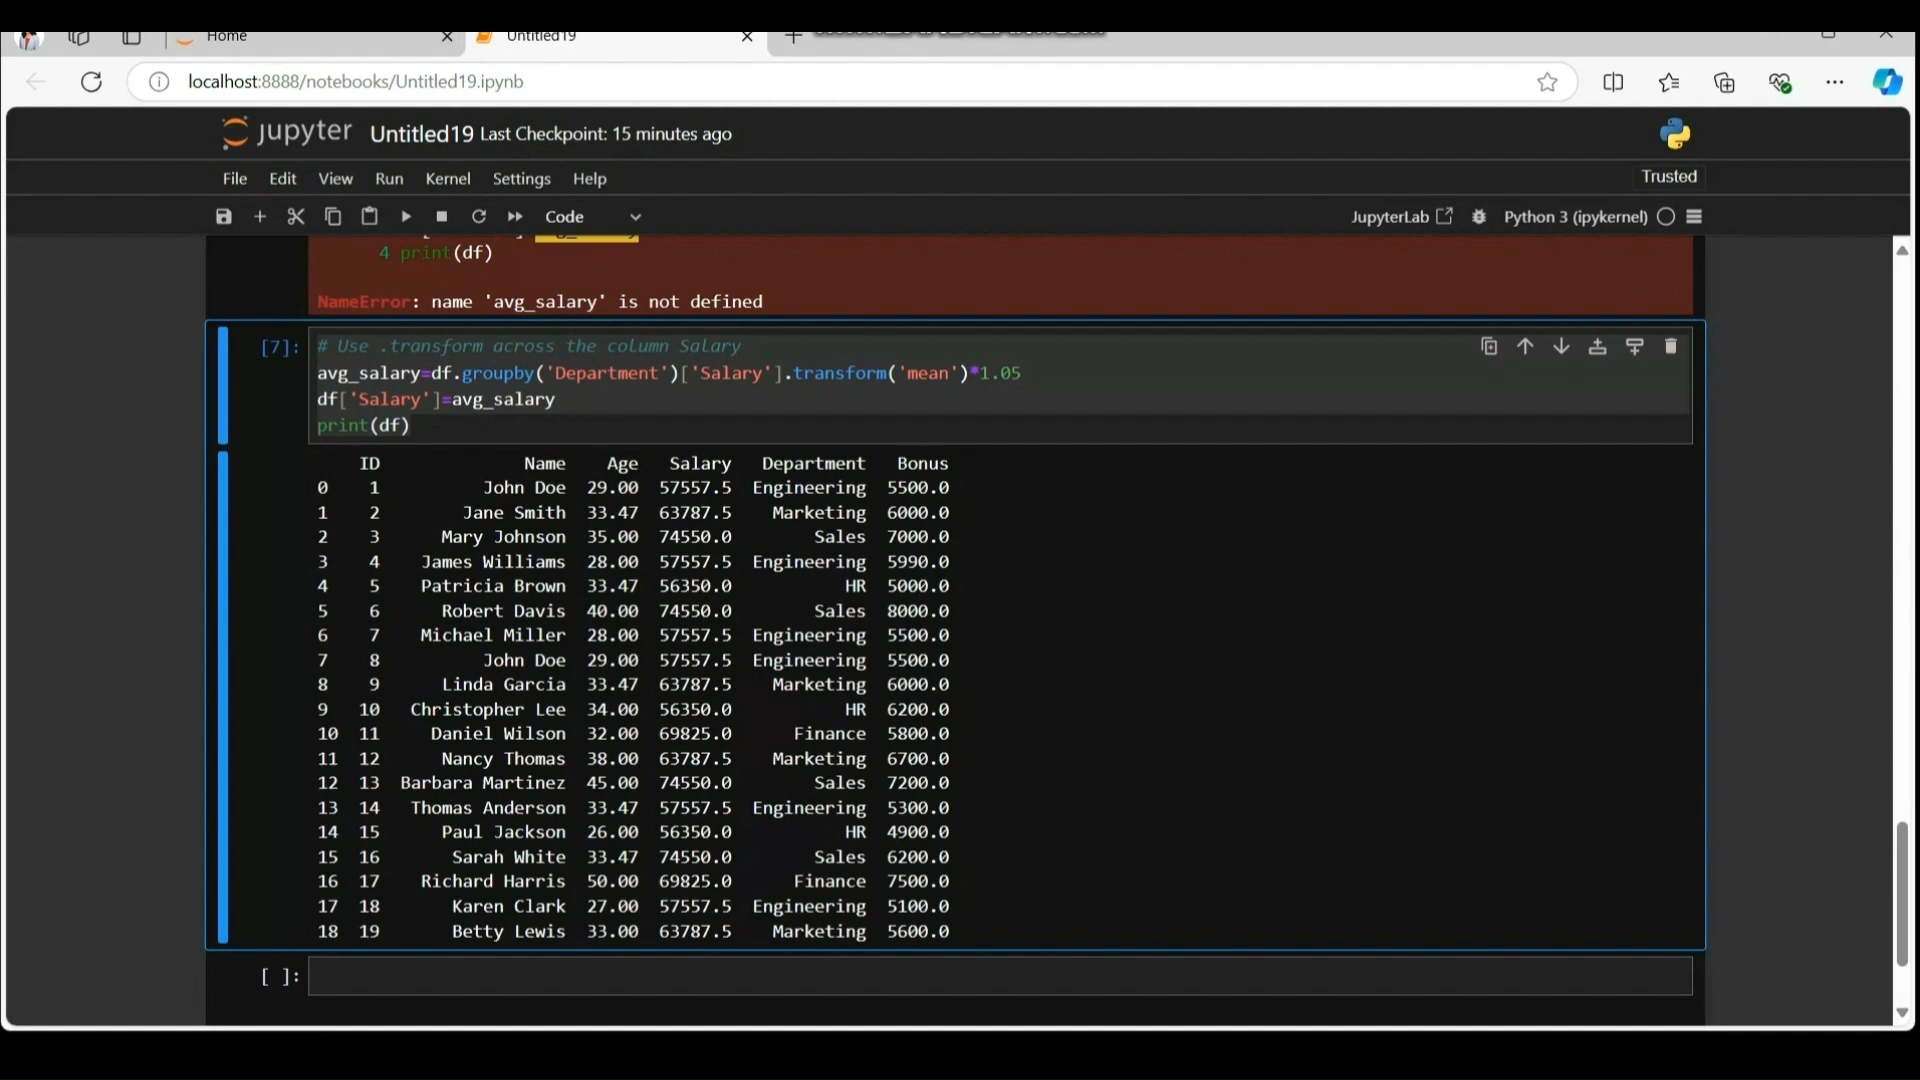 Home
Untitled19
localhost:8888/notebooks/Untitled19.ipynb
jupyter Untitled19 Last Checkpoint: 15 minutes ago
File Edit View Run Kernel Settings Help
Trusted
Code
JupyterLab
Python 3 (ipykernel)
4 print(df)
NameError: name 'avg_salary' is not defined
[7]:
# Use .transform across the column Salary
avg_salary=df.groupby('Department')['Salary'].transform('mean')*1.05
df['Salary']=avg_salary
print(df)
ID Name Age Salary Department Bonus
0 1 John Doe 29.00 57557.5 Engineering 5500.0
1 2 Jane Smith 33.47 63787.5 Marketing 6000.0
2 3 Mary Johnson 35.00 74550.0 Sales 7000.0
3 4 James Williams 28.00 57557.5 Engineering 5990.0
4 5 Patricia Brown 33.47 56350.0 HR 5000.0
5 6 Robert Davis 40.00 74550.0 Sales 8000.0
6 7 Michael Miller 28.00 57557.5 Engineering 5500.0
7 8 John Doe 29.00 57557.5 Engineering 5500.0
8 9 Linda Garcia 33.47 63787.5 Marketing 6000.0
9 10 Christopher Lee 34.00 56350.0 HR 6200.0
10 11 Daniel Wilson 32.00 69825.0 Finance 5800.0
11 12 Nancy Thomas 38.00 63787.5 Marketing 6700.0
12 13 Barbara Martinez 45.00 74550.0 Sales 7200.0
13 14 Thomas Anderson 33.47 57557.5 Engineering 5300.0
14 15 Paul Jackson 26.00 56350.0 HR 4900.0
15 16 Sarah White 33.47 74550.0 Sales 6200.0
16 17 Richard Harris 50.00 69825.0 Finance 7500.0
17 18 Karen Clark 27.00 57557.5 Engineering 5100.0
18 19 Betty Lewis 33.00 63787.5 Marketing 5600.0
[ ]: